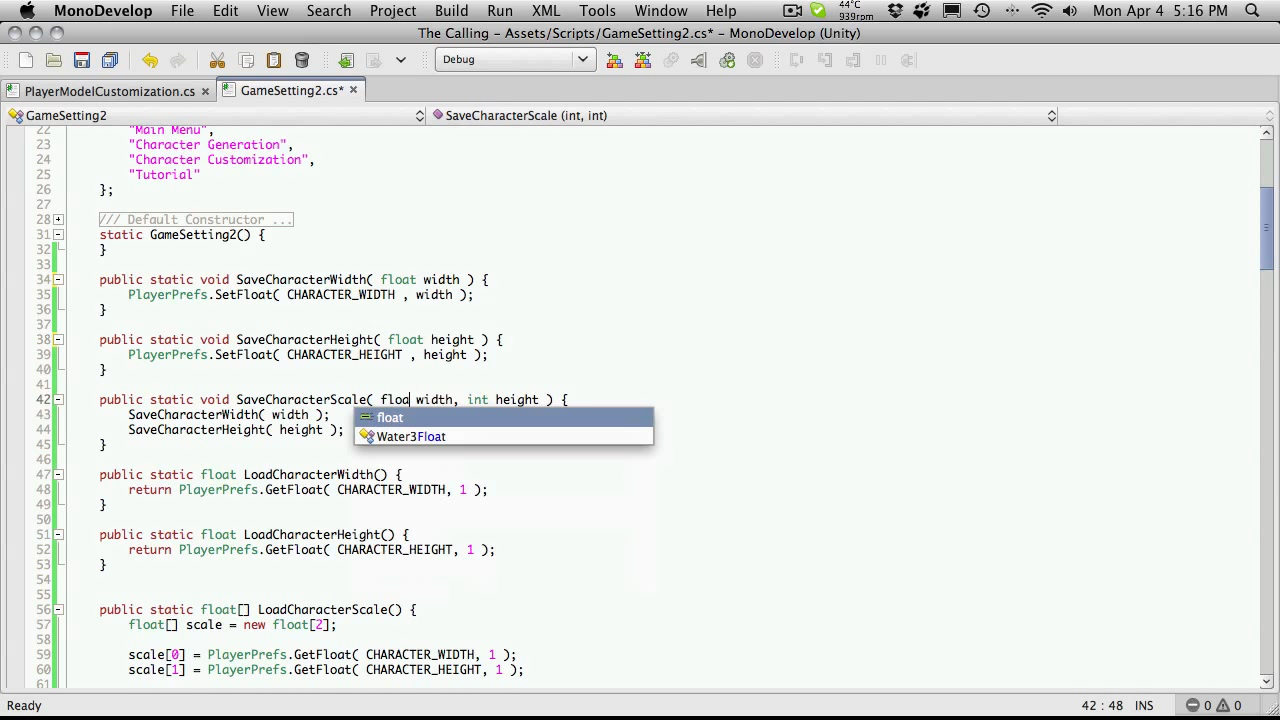 MonoDevelop File Edit View Search Project Build Run XML Tools Window Help 44°C 939rpm Mon Apr 4 5:16 PM
The Calling - Assets/Scripts/GameSetting2.cs* - MonoDevelop (Unity)
Debug
PlayerModelCustomization.cs × GameSetting2.cs* ×
GameSetting2 SaveCharacterScale (int, int)
22 "Main Menu",
23 "Character Generation",
24 "Character Customization",
25 "Tutorial"
26 };
27
28 /// Default Constructor ...
31 static GameSetting2() {
32 }
33
34 public static void SaveCharacterWidth( float width ) {
35 PlayerPrefs.SetFloat( CHARACTER_WIDTH , width );
36 }
37
38 public static void SaveCharacterHeight( float height ) {
39 PlayerPrefs.SetFloat( CHARACTER_HEIGHT , height );
40 }
41
42 public static void SaveCharacterScale( floa width, int height ) {
43 SaveCharacterWidth( width );
float
44 SaveCharacterHeight( height );
Water3Float
45 }
46
47 public static float LoadCharacterWidth() {
48 return PlayerPrefs.GetFloat( CHARACTER_WIDTH, 1 );
49 }
50
51 public static float LoadCharacterHeight() {
52 return PlayerPrefs.GetFloat( CHARACTER_HEIGHT, 1 );
53 }
54
55
56 public static float[] LoadCharacterScale() {
57 float[] scale = new float[2];
58
59 scale[0] = PlayerPrefs.GetFloat( CHARACTER_WIDTH, 1 );
60 scale[1] = PlayerPrefs.GetFloat( CHARACTER_HEIGHT, 1 );
61
Ready 42 : 48 INS 0 0